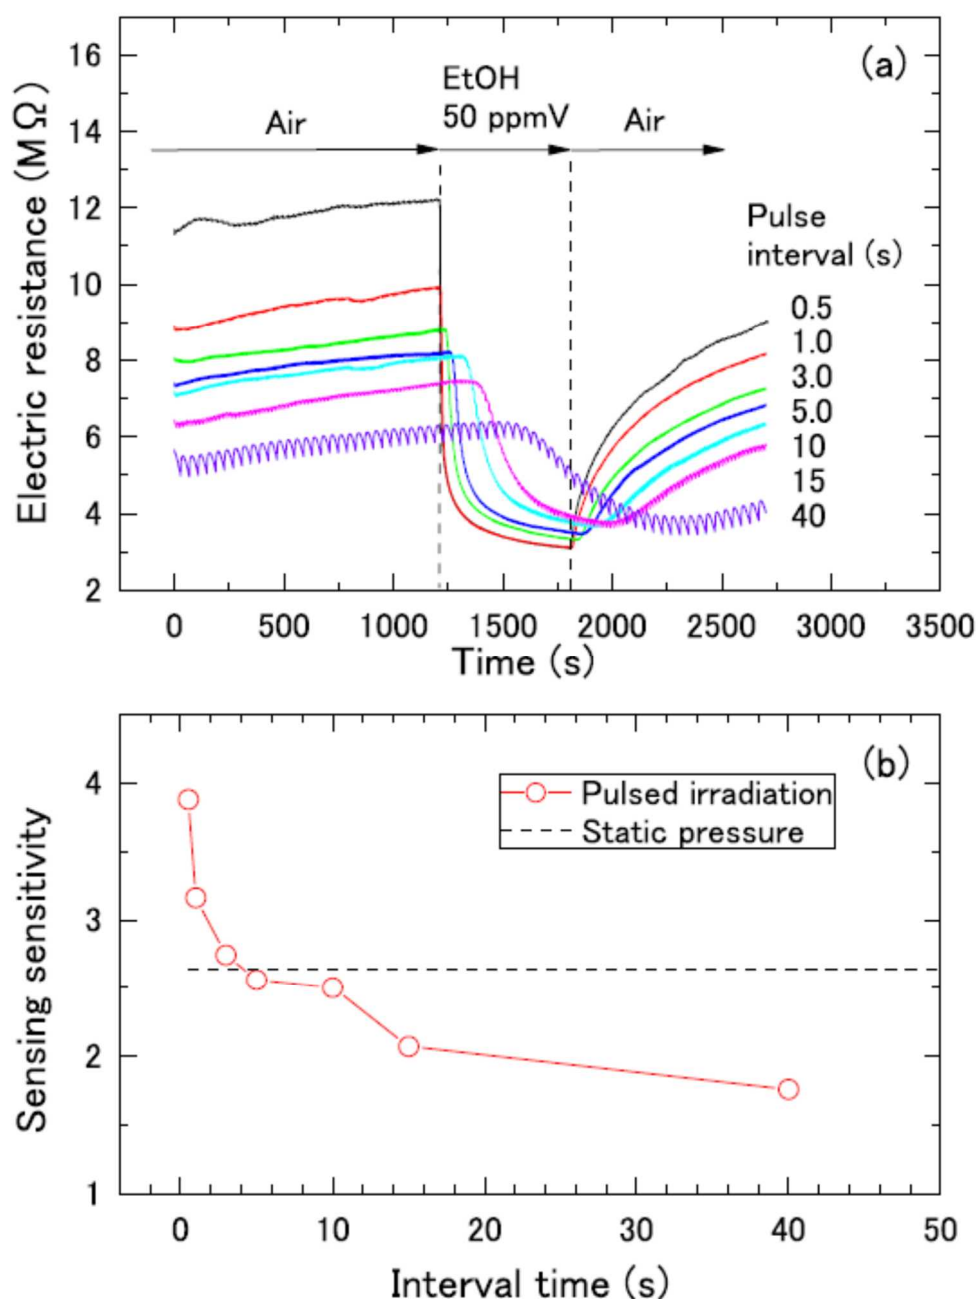 (a)
16
14
12
10
8
6
4
2
Electric resistance (MΩ)
Air
EtOH
50 ppmV
Air
Pulse
interval (s)
0.5
1.0
3.0
5.0
10
15
40
0 500 1000 1500 2000 2500 3000 3500
Time (s)
(b)
4
3
2
1
Sensing sensitivity
Pulsed irradiation
Static pressure
0 10 20 30 40 50
Interval time (s)